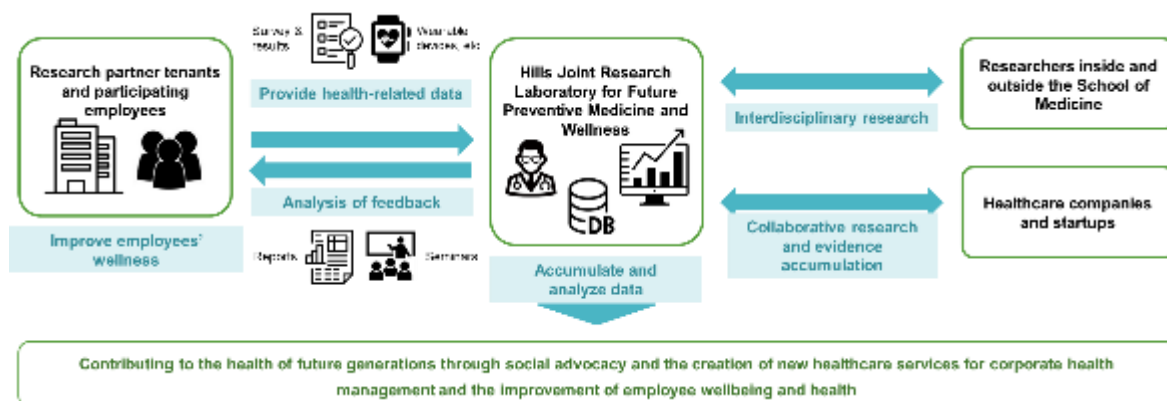 Research partner tenants
and participating
employees
Improve employees'
wellness
Survey &
results
Wearable
devices, etc
Provide health-related data
Analysis of feedback
Reports
Seminars
Hills Joint Research
Laboratory for Future
Preventive Medicine and
Wellness
DB
Accumulate and
analyze data
Interdisciplinary research
Collaborative research
and evidence
accumulation
Researchers inside and
outside the School of
Medicine
Healthcare companies
and startups
Contributing to the health of future generations through social advocacy and the creation of new healthcare services for corporate health
management and the improvement of employee wellbeing and health